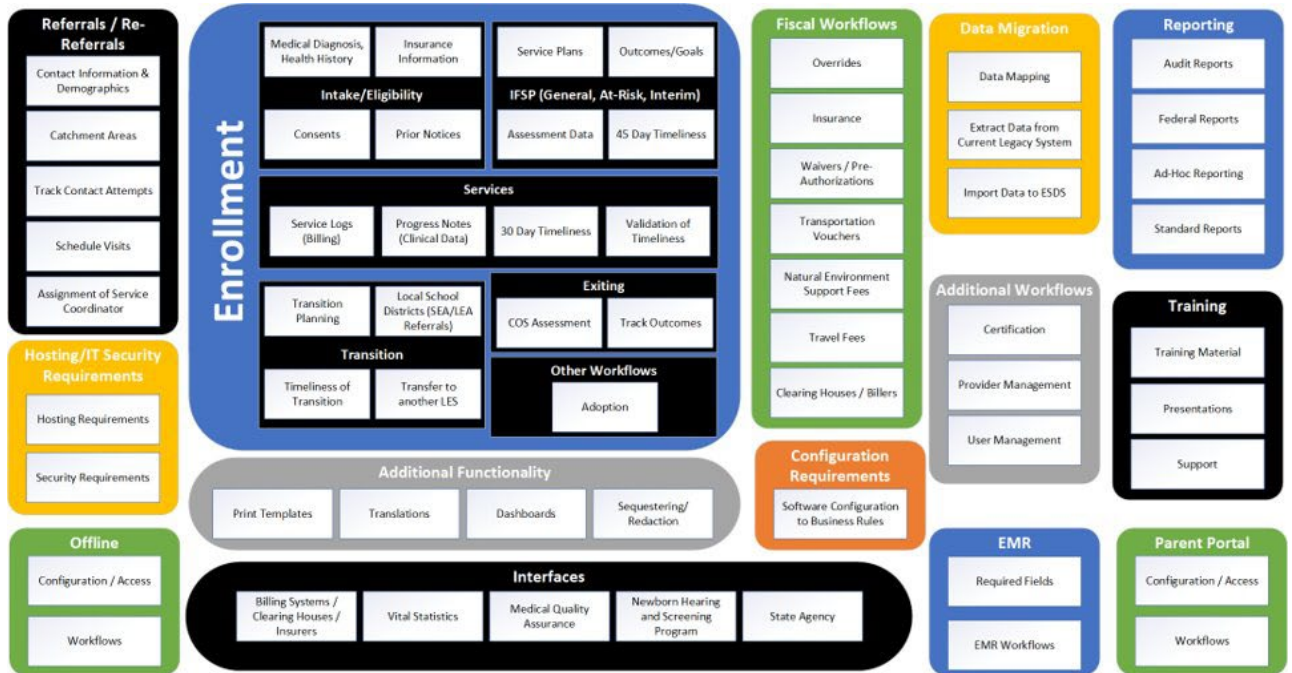 Referrals / Re-
Referrals
Contact Information &
Demographics
Catchment Areas
Track Contact Attempts
Schedule Visits
Assignment of Service
Coordinator
Hosting/IT Security
Requirements
Hosting Requirements
Security Requirements
Offline
Configuration / Access
Workflows
Enrollment
Medical Diagnosis,
Health History
Insurance
Information
Intake/Eligibility
Consents
Prior Notices
Service Plans
Outcomes/Goals
IFSP (General, At-Risk, Interim)
Assessment Data
45 Day Timeliness
Services
Service Logs
(Billing)
Progress Notes
(Clinical Data)
30 Day Timeliness
Validation of
Timeliness
Transition
Planning
Local School
Districts (SEA/LEA
Referrals)
Transition
Timeliness of
Transition
Transfer to
another LES
Exiting
COS Assessment
Track Outcomes
Other Workflows
Adoption
Additional Functionality
Print Templates
Translations
Dashboards
Sequestering/
Redaction
Interfaces
Billing Systems /
Clearing Houses /
Insurers
Vital Statistics
Medical Quality
Assurance
Newborn Hearing
and Screening
Program
State Agency
Fiscal Workflows
Overrides
Insurance
Waivers / Pre-
Authorizations
Transportation
Vouchers
Natural Environment
Support Fees
Travel Fees
Clearing Houses / Billers
Configuration
Requirements
Software Configuration
to Business Rules
Data Migration
Data Mapping
Extract Data from
Current Legacy System
Import Data to ESDS
Additional Workflows
Certification
Provider Management
User Management
EMR
Required Fields
EMR Workflows
Reporting
Audit Reports
Federal Reports
Ad-Hoc Reporting
Standard Reports
Training
Training Material
Presentations
Support
Parent Portal
Configuration / Access
Workflows